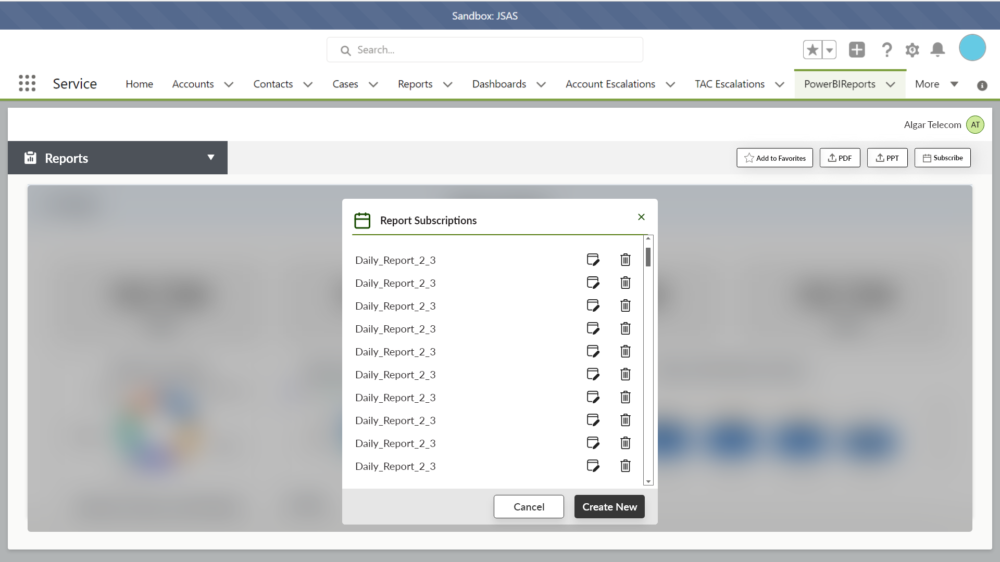 Sandbox: JSAS
Search...
Service
Home
Accounts
Contacts
Cases
Reports
Dashboards
Account Escalations
TAC Escalations
PowerBIReports
More
Algar Telecom
AT
Reports
Add to Favorites
PDF
PPT
Subscribe
Report Subscriptions
Daily_Report_2_3
Daily_Report_2_3
Daily_Report_2_3
Daily_Report_2_3
Daily_Report_2_3
Daily_Report_2_3
Daily_Report_2_3
Daily_Report_2_3
Daily_Report_2_3
Daily_Report_2_3
Cancel
Create New